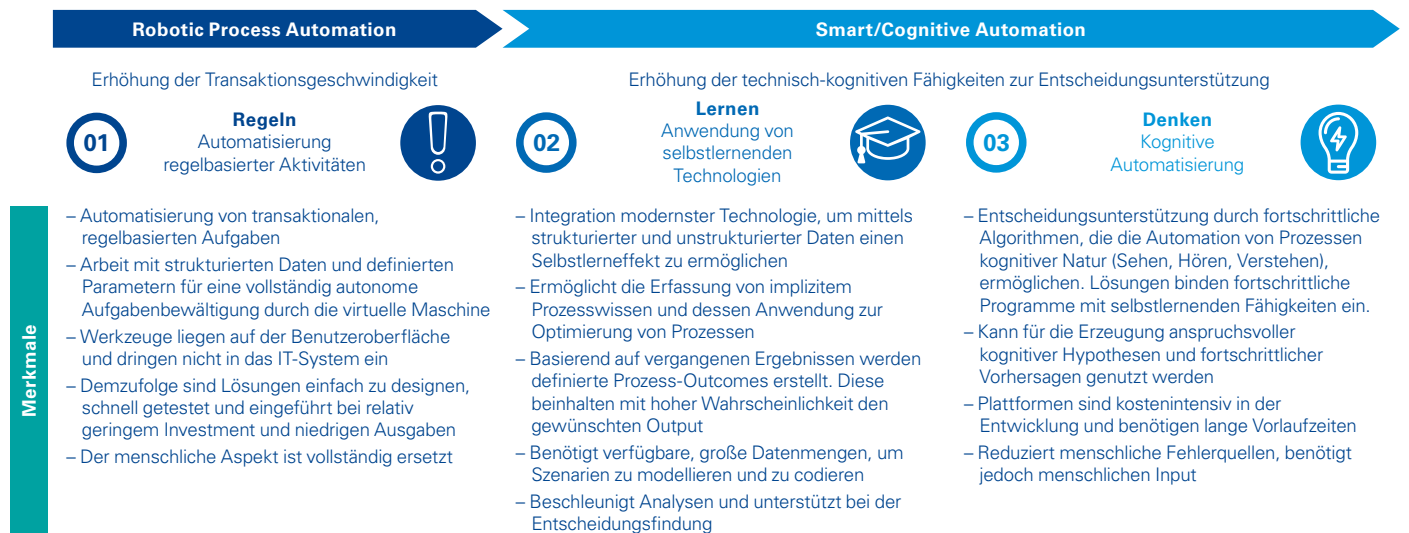 Robotic Process Automation
Smart/Cognitive Automation
Erhöhung der Transaktionsgeschwindigkeit
Erhöhung der technisch-kognitiven Fähigkeiten zur Entscheidungsunterstützung
01
Regeln
Automatisierung
regelbasierter Aktivitäten
02
Lernen
Anwendung von
selbstlernenden
Technologien
03
Denken
Kognitive
Automatisierung
Merkmale
– Automatisierung von transaktionalen,
regelbasierten Aufgaben
– Arbeit mit strukturierten Daten und definierten
Parametern für eine vollständig autonome
Aufgabenbewältigung durch die virtuelle Maschine
– Werkzeuge liegen auf der Benutzeroberfläche
und dringen nicht in das IT-System ein
– Demzufolge sind Lösungen einfach zu designen,
schnell getestet und eingeführt bei relativ
geringem Investment und niedrigen Ausgaben
– Der menschliche Aspekt ist vollständig ersetzt
– Integration modernster Technologie, um mittels
strukturierter und unstrukturierter Daten einen
Selbstlerneffekt zu ermöglichen
– Ermöglicht die Erfassung von implizitem
Prozesswissen und dessen Anwendung zur
Optimierung von Prozessen
– Basierend auf vergangenen Ergebnissen werden
definierte Prozess-Outcomes erstellt. Diese
beinhalten mit hoher Wahrscheinlichkeit den
gewünschten Output
– Benötigt verfügbare, große Datenmengen, um
Szenarien zu modellieren und zu codieren
– Beschleunigt Analysen und unterstützt bei der
Entscheidungsfindung
– Entscheidungsunterstützung durch fortschrittliche
Algorithmen, die die Automation von Prozessen
kognitiver Natur (Sehen, Hören, Verstehen),
ermöglichen. Lösungen binden fortschrittliche
Programme mit selbstlernenden Fähigkeiten ein.
– Kann für die Erzeugung anspruchsvoller
kognitiver Hypothesen und fortschrittlicher
Vorhersagen genutzt werden
– Plattformen sind kostenintensiv in der
Entwicklung und benötigen lange Vorlaufzeiten
– Reduziert menschliche Fehlerquellen, benötigt
jedoch menschlichen Input